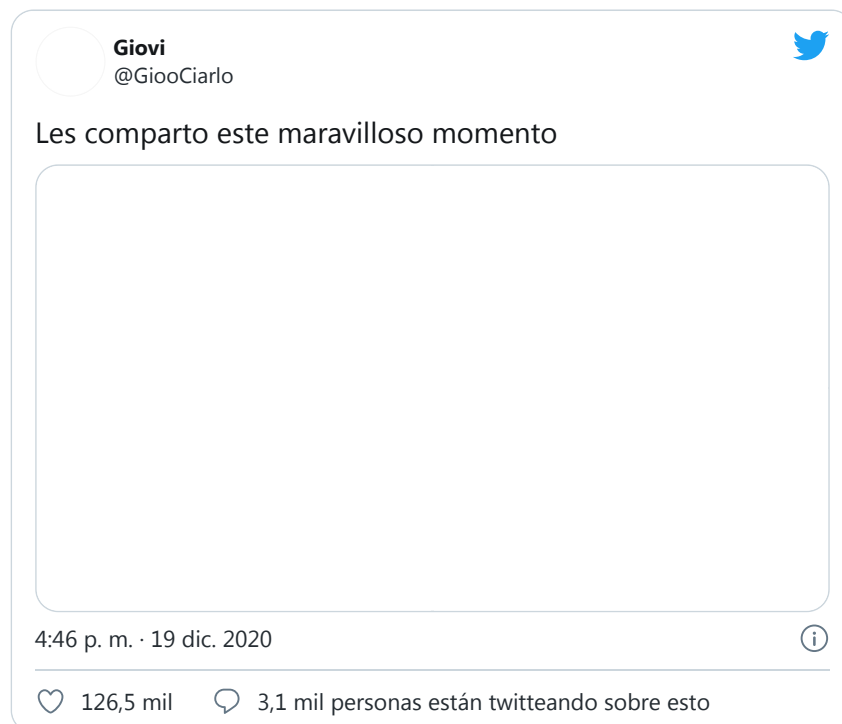 Giovi
@GiooCiarlo
Les comparto este maravilloso momento
4:46 p. m. · 19 dic. 2020
126,5 mil 3,1 mil personas están twitteando sobre esto